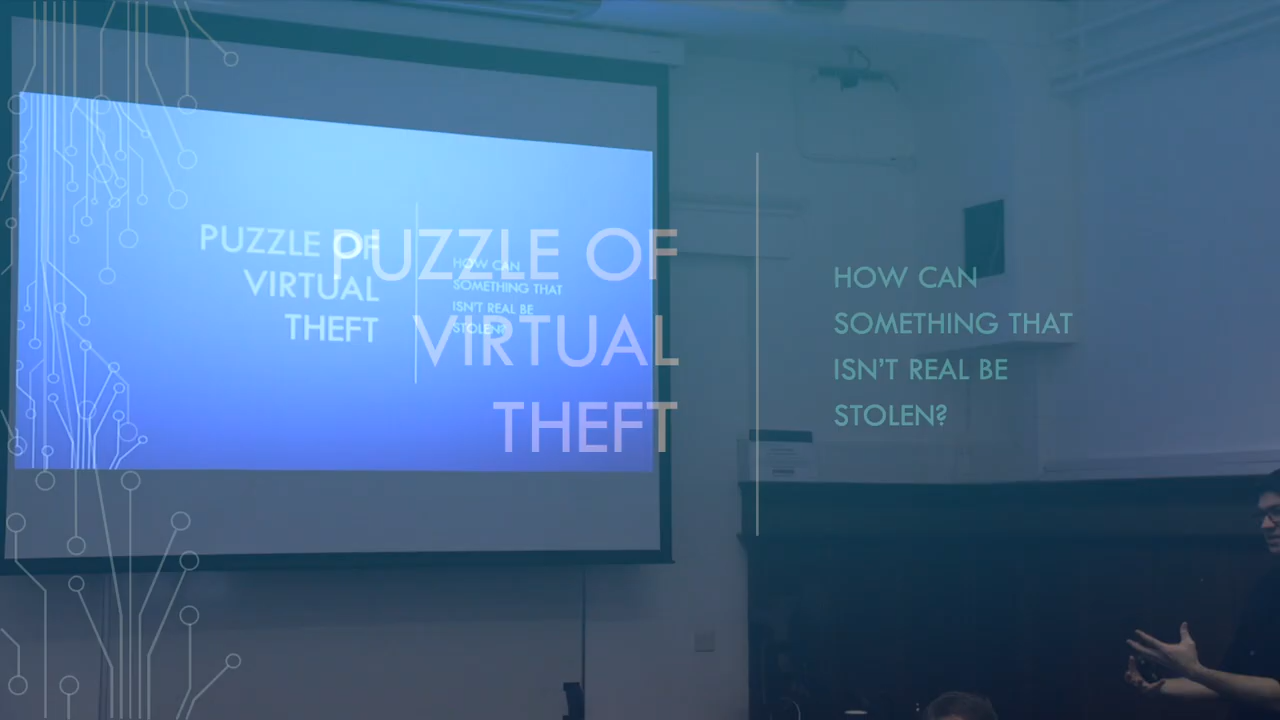 PUZZLE OF
VIRTUAL
THEFT
HOW CAN
SOMETHING THAT
ISN'T REAL BE
STOLEN?
PUZZLE OF
VIRTUAL
THEFT
HOW CAN
SOMETHING THAT
ISN’T REAL BE
STOLEN?